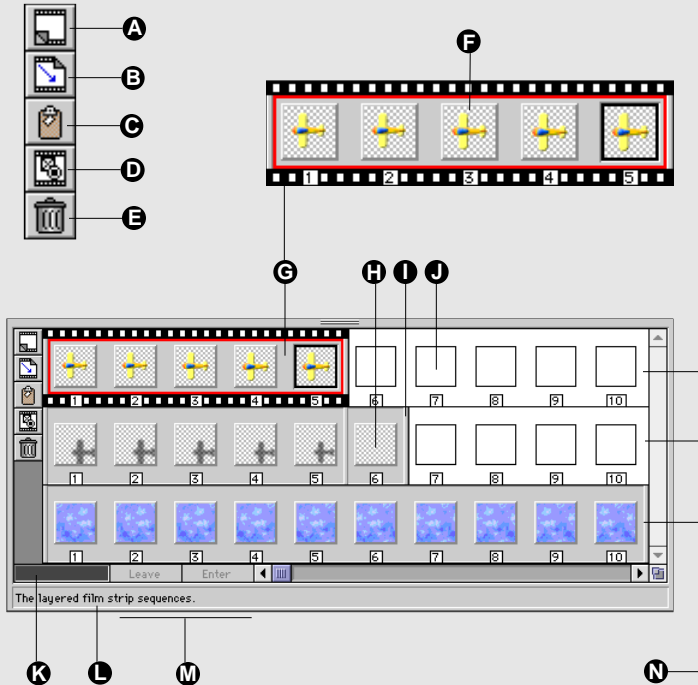 A
B
C
D
E
F
1 2 3 4 5
G H I J
1 2 3 4 5 6 7 8 9 10
1 2 3 4 5 6 7 8 9 10
1 2 3 4 5 6 7 8 9 10
Leave Enter
The layered film strip sequences.
K L M N